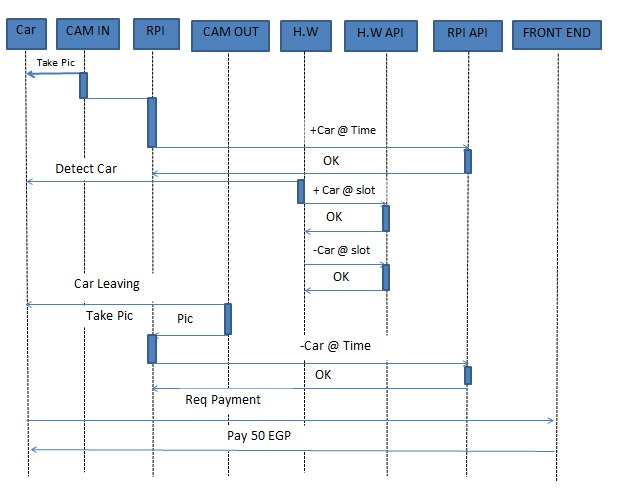 Car
CAM IN
RPI
CAM OUT
H.W
H.W API
RPI API
FRONT END
Take Pic
+Car @ Time
OK
Detect Car
+ Car @ slot
OK
-Car @ slot
OK
Car Leaving
Take Pic
Pic
-Car @ Time
OK
Req Payment
Pay 50 EGP